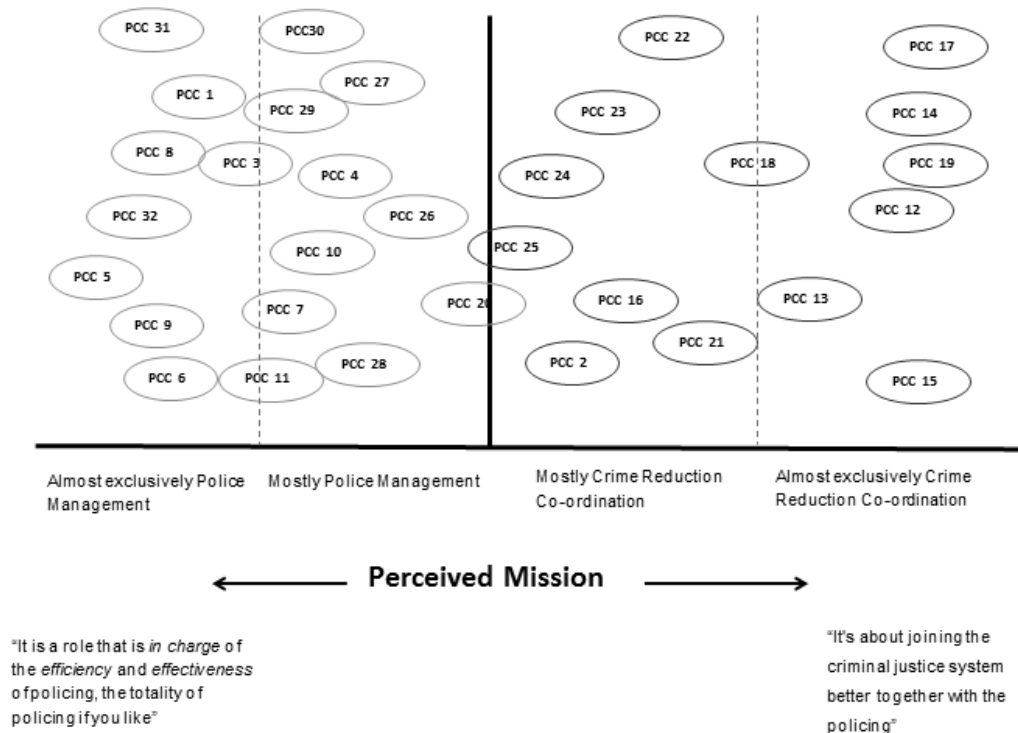 PCC 31
PCC30
PCC 22
PCC 17
PCC 27
PCC 1
PCC 29
PCC 23
PCC 14
PCC 8
PCC 3
PCC 4
PCC 24
PCC 18
PCC 19
PCC 32
PCC 26
PCC 12
PCC 10
PCC 25
PCC 5
PCC 9
PCC 7
PCC 20
PCC 16
PCC 13
PCC 21
PCC 6
PCC 11
PCC 28
PCC 2
PCC 15
Almost exclusively Police
Management
Mostly Police Management
Mostly Crime Reduction
Co-ordination
Almost exclusively Crime
Reduction Co-ordination
Perceived Mission
"It is a role that is in charge of
the efficiency and effectiveness
of policing, the totality of
policing if you like"
"It's about joining the
criminal justice system
better together with the
policing"